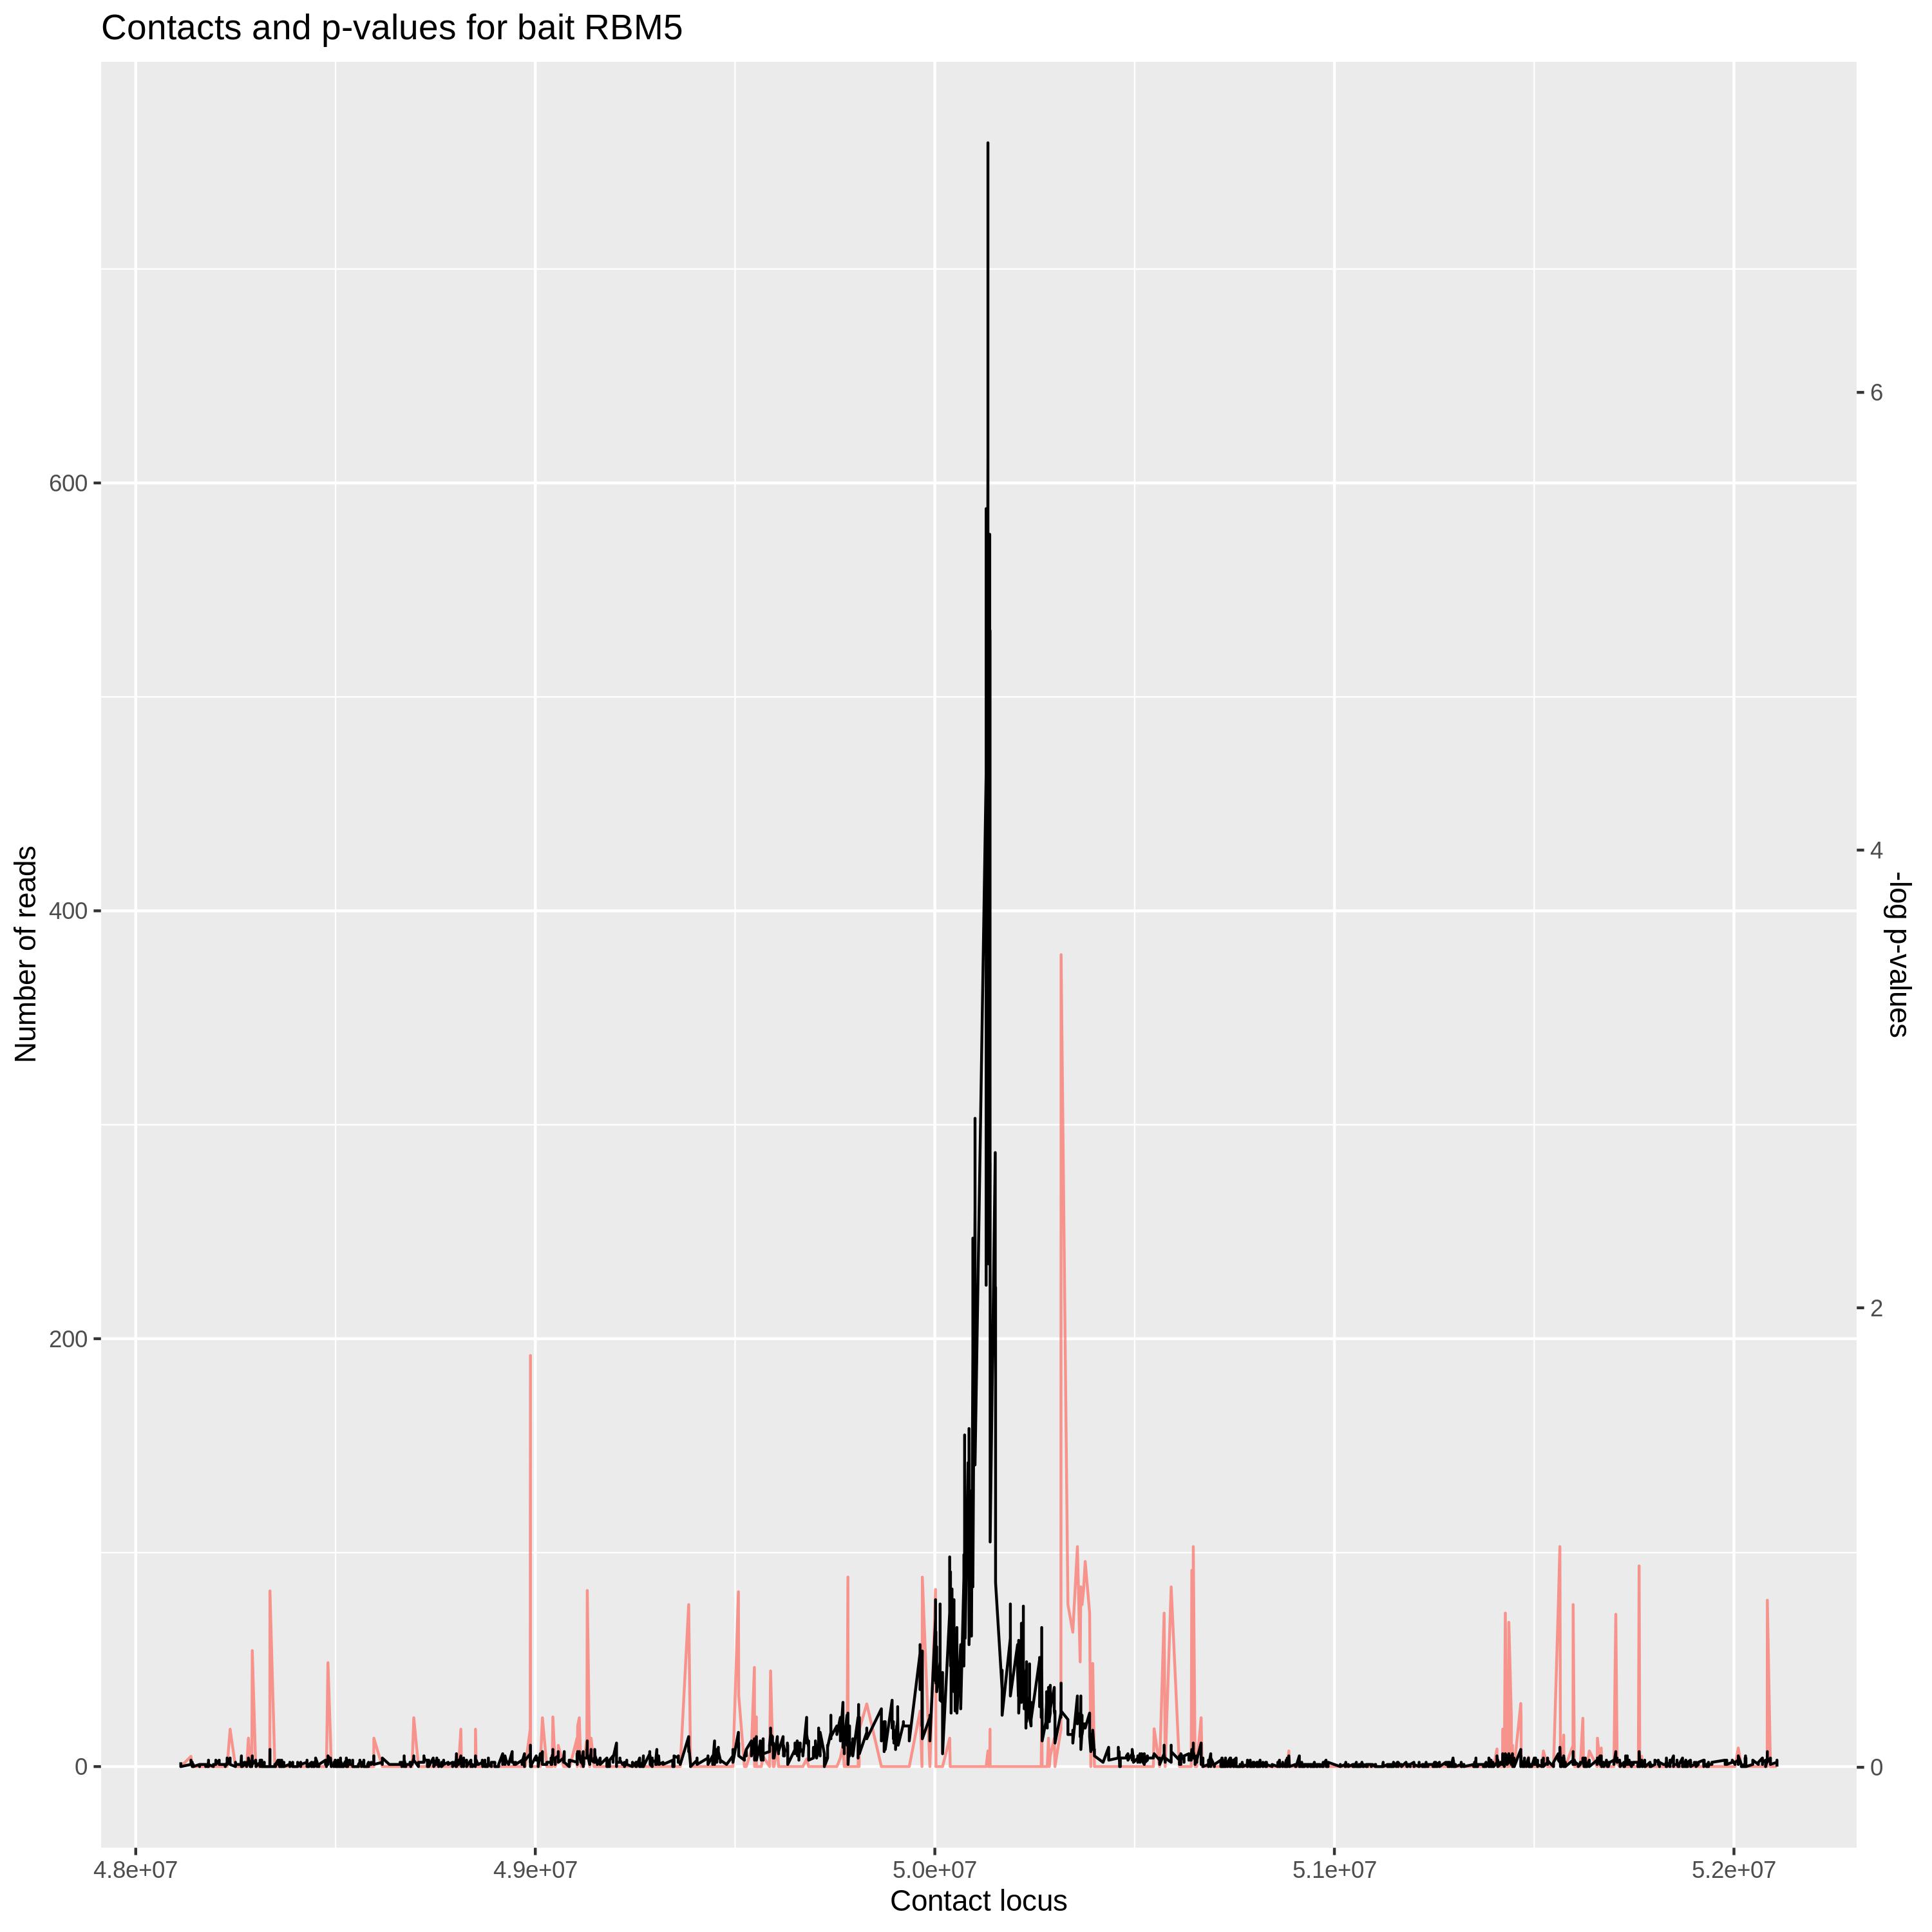 Contacts and p-values for bait RBM5
600
400
200
0
6
4
2
0
Number of reads
-log p-values
4.8e+07
4.9e+07
5.0e+07
5.1e+07
5.2e+07
Contact locus